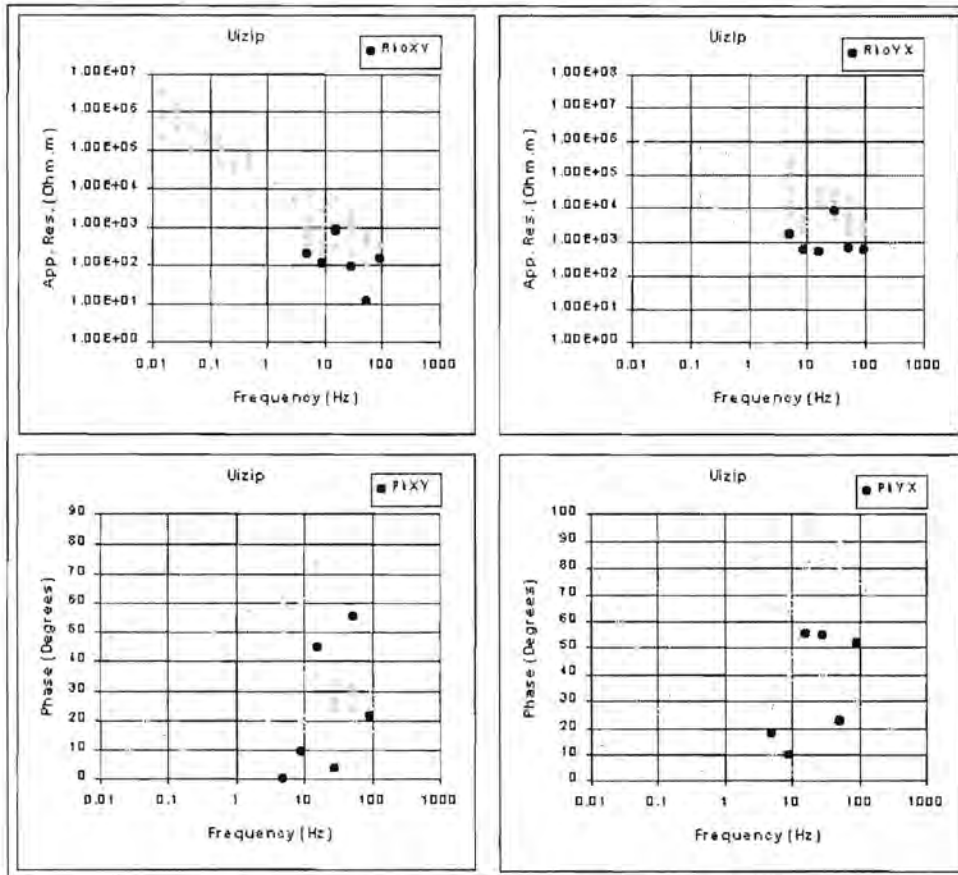 Uizlp
RhoXY
1.00E+07
1.00E+06
1.00E+05
1.00E+04
1.00E+03
1.00E+02
1.00E+01
1.00E+00
App. Res. (Ohm.m)
0.01 0.1 1 10 100 1000
Frequency (Hz)
Uizlp
RhoYX
1.00E+08
1.00E+07
1.00E+06
1.00E+05
1.00E+04
1.00E+03
1.00E+02
1.00E+01
1.00E+00
App. Res. (Ohm.m)
0.01 0.1 1 10 100 1000
Frequency (Hz)
Uizlp
PhXY
90
80
70
60
50
40
30
20
10
0
Phase (Degrees)
0.01 0.1 1 10 100 1000
Frequency (Hz)
Uizlp
PhYX
100
90
80
70
60
50
40
30
20
10
0
Phase (Degrees)
0.01 0.1 1 10 100 1000
Frequency (Hz)